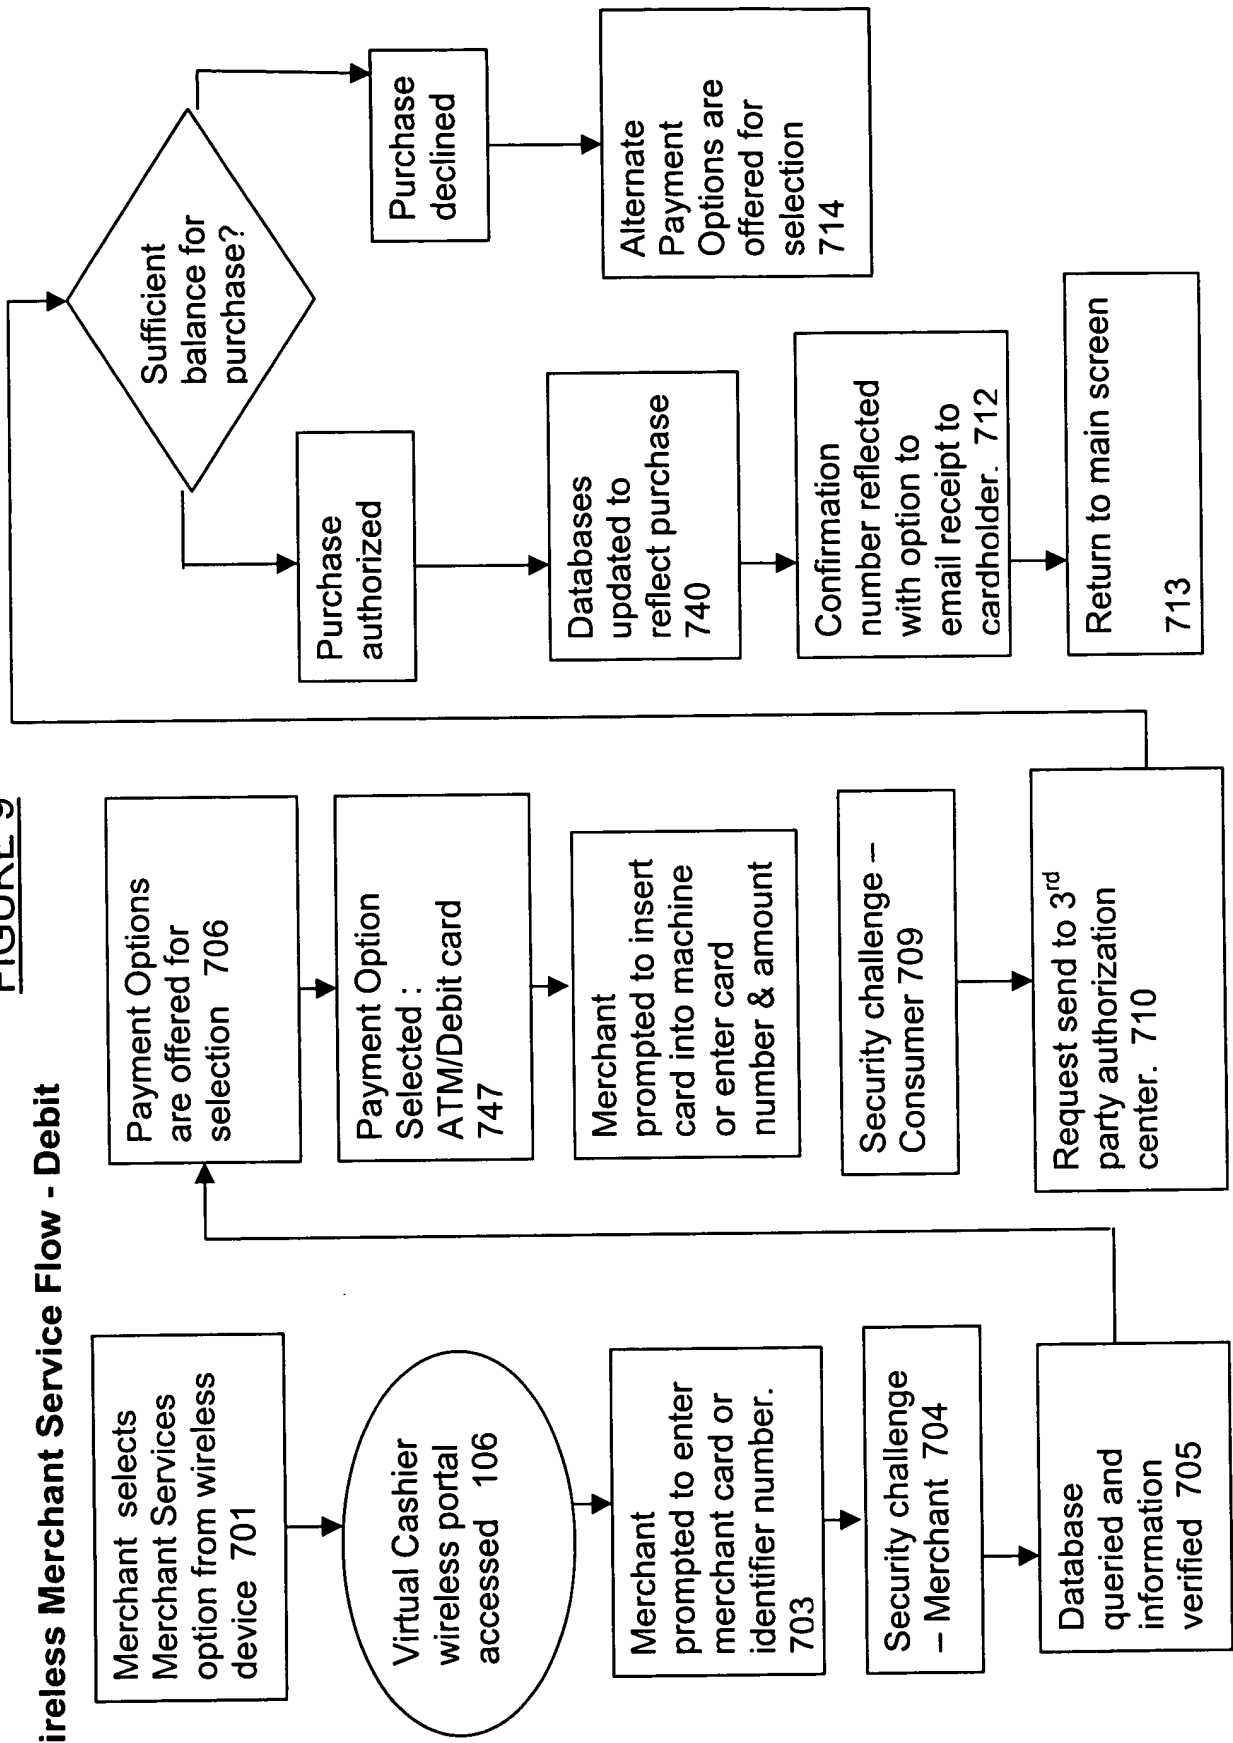 FIGURE 9
ireless Merchant Service Flow - Debit
Merchant selects
Merchant Services
option from wireless
device 701
Virtual Cashier
wireless portal
accessed 106
Merchant
prompted to enter
merchant card or
identifier number.
703
Security challenge
– Merchant 704
Database
queried and
information
verified 705
Payment Options
are offered for
selection 706
Payment Option
Selected :
ATM/Debit card
747
Merchant
prompted to insert
card into machine
or enter card
number & amount
Security challenge –
Consumer 709
Request send to 3rd
party authorization
center. 710
Sufficient
balance for
purchase?
Purchase
authorized
Databases
updated to
reflect purchase
740
Confirmation
number reflected
with option to
email receipt to
cardholder. 712
Return to main screen
713
Purchase
declined
Alternate
Payment
Options are
offered for
selection
714